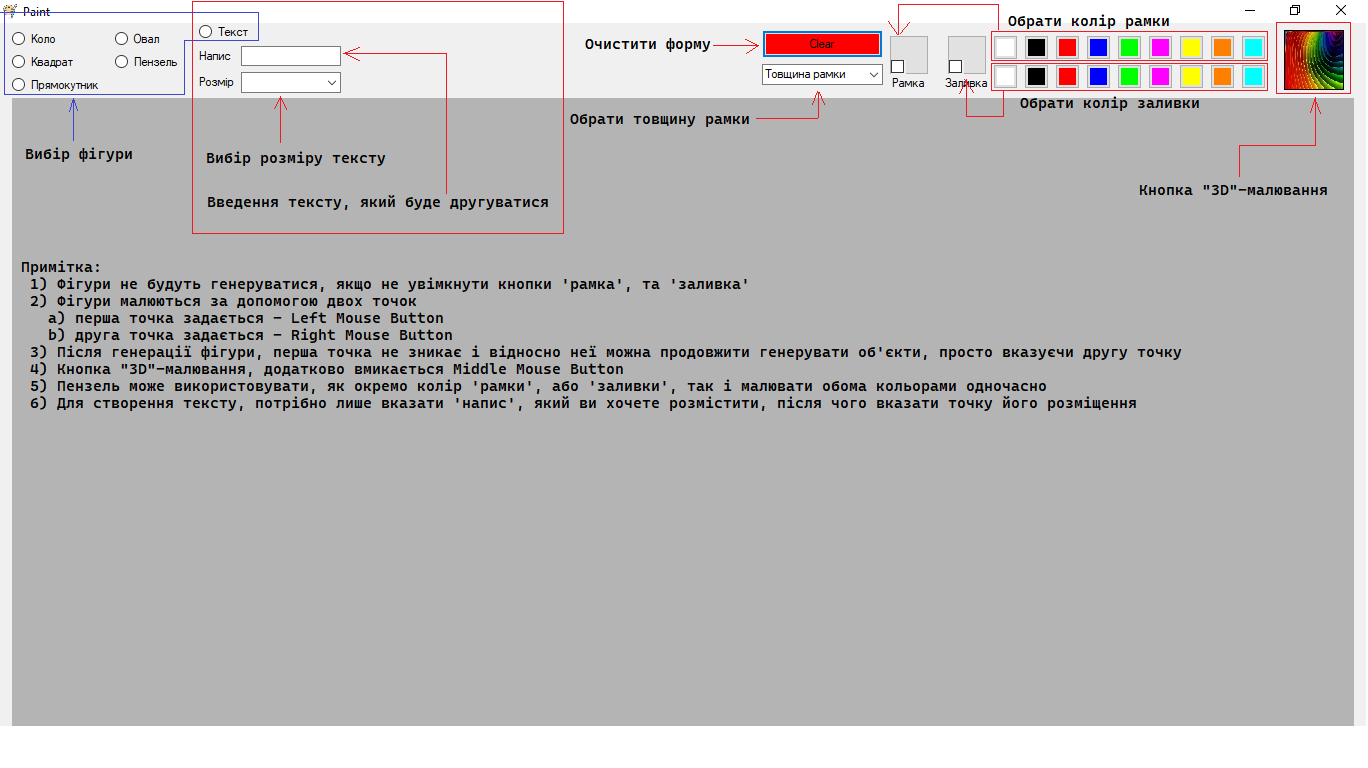 Paint
Коло
Овал
Квадрат
Пензель
Прямокутник
Текст
Напис
Розмір
Очистити форму
Clear
Товщина рамки
Рамка
Заливка
Обрати колір рамки
Обрати колір заливки
Обрати товщину рамки
Вибір фігури
Вибір розміру тексту
Введення тексту, який буде другуватися
Кнопка "3D"-малювання
Примітка:
1) Фігури не будуть генеруватися, якщо не увімкнути кнопки 'рамка', та 'заливка'
2) Фігури малюються за допомогою двох точок
a) перша точка задається - Left Mouse Button
b) друга точка задається - Right Mouse Button
3) Після генерації фігури, перша точка не зникає і відносно неї можна продовжити генерувати об'єкти, просто вказуєчи другу точку
4) Кнопка "3D"-малювання, додатково вмикається Middle Mouse Button
5) Пензель може використовувати, як окремо колір 'рамки', або 'заливки', так і малювати обома кольорами одночасно
6) Для створення тексту, потрібно лише вказати 'напис', який ви хочете розмістити, після чого вказати точку його розміщення